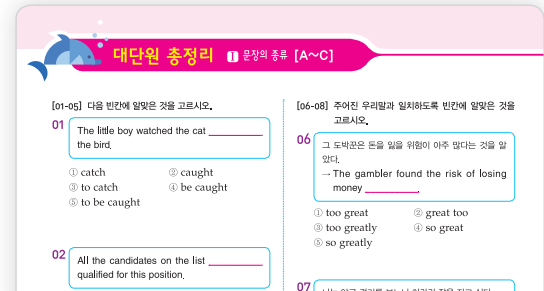 대단원 총정리 1 문장의 종류 [A~C]
[01-05] 다음 빈칸에 알맞은 것을 고르시오.
01 The little boy watched the cat ________
the bird.
① catch ② caught
③ to catch ④ be caught
⑤ to be caught
02 All the candidates on the list ________
qualified for this position.
[06-08] 주어진 우리말과 일치하도록 빈칸에 알맞은 것을
고르시오.
06 그 도박꾼은 돈을 잃을 위험이 아주 많다는 것을 알
았다.
→ The gambler found the risk of losing
money ________.
① too great ② great too
③ too greatly ④ so great
⑤ so greatly
07